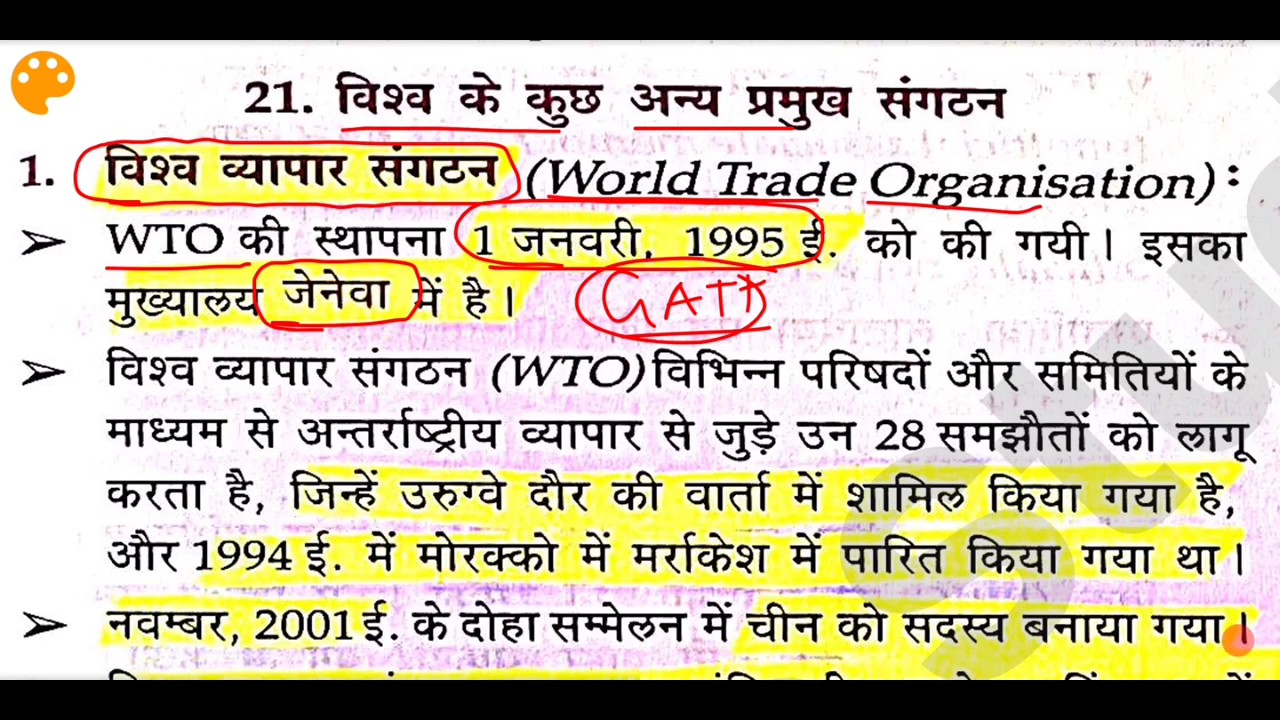 21. विश्व के कुछ अन्य प्रमुख संगठन
1. विश्व व्यापार संगठन (World Trade Organisation) :
➢ WTO की स्थापना 1 जनवरी, 1995 ई. को की गयी। इसका
मुख्यालय जेनेवा में है। GATT
➢ विश्व व्यापार संगठन (WTO) विभिन्न परिषदों और समितियों के
माध्यम से अन्तर्राष्ट्रीय व्यापार से जुड़े उन 28 समझौतों को लागू
करता है, जिन्हें उरुग्वे दौर की वार्ता में शामिल किया गया है,
और 1994 ई. में मोरक्को में मर्राकेश में पारित किया गया था।
➢ नवम्बर, 2001 ई. के दोहा सम्मेलन में चीन को सदस्य बनाया गया।